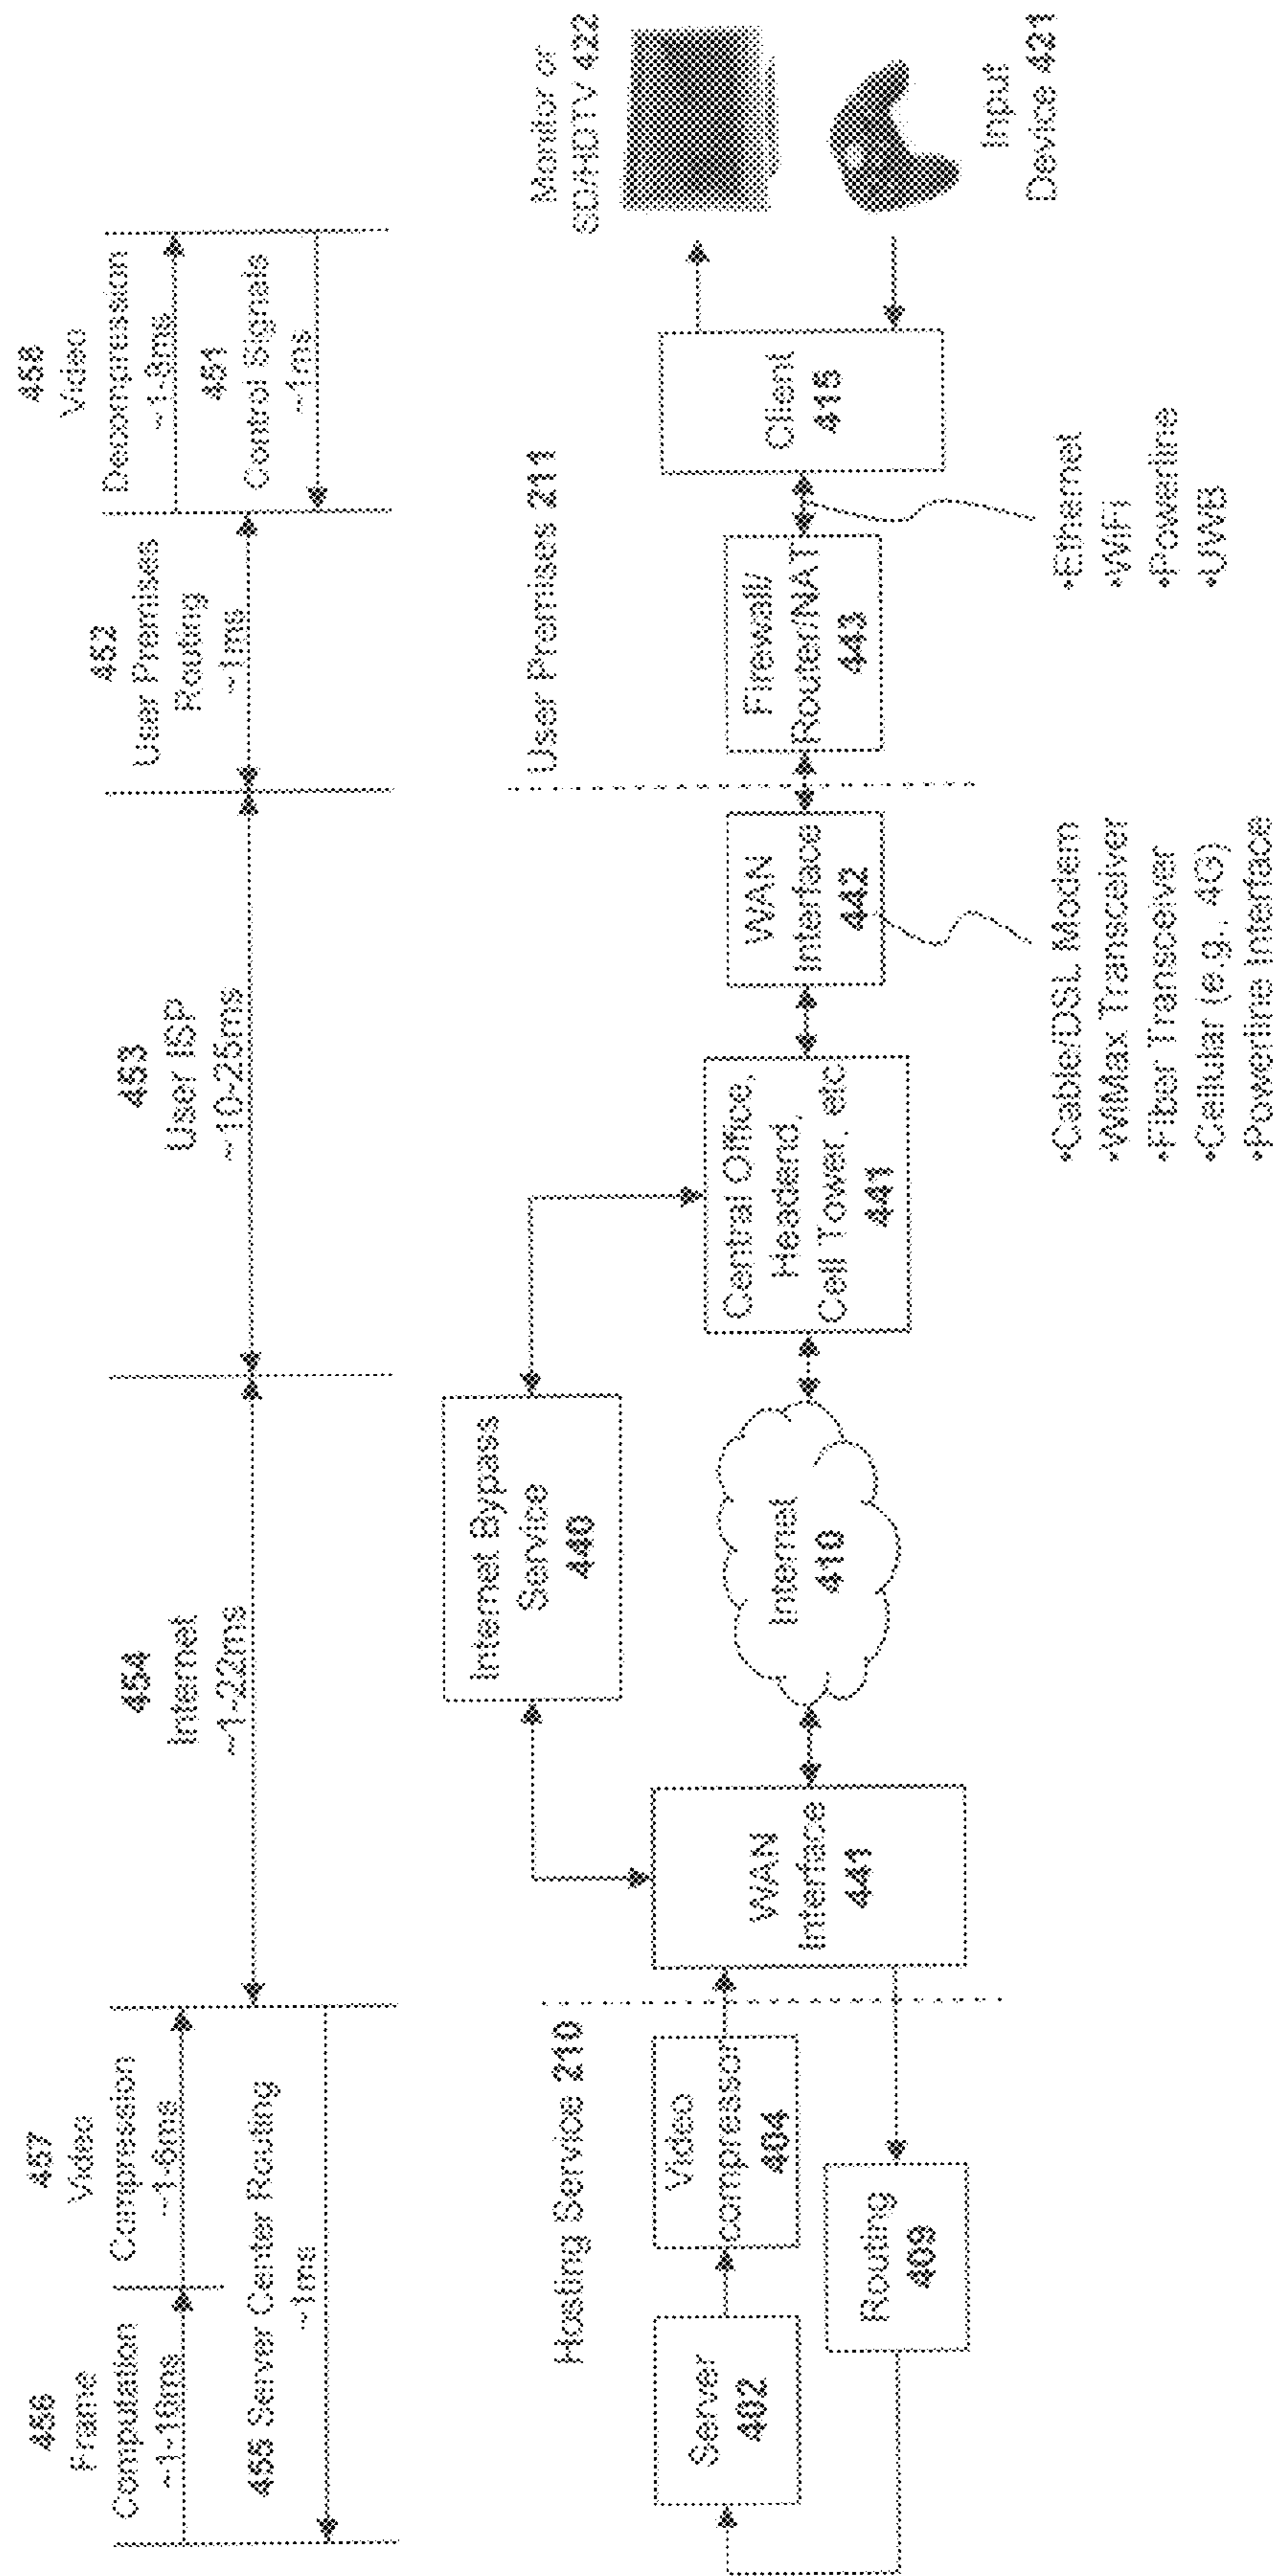 456
Frame
Computation
~1-16ms
457
Video
Compression
~1-6ms
455 Server Center Routing
~1ms
454
Internet
~1-22ms
453
User ISP
~10-25ms
452
User Premises
Routing
~1ms
458
Video
Decompression
~1-8ms
451
Control Signals
~1ms
Hosting Service 210
Server
402
Video
compressor
404
Routing
409
WAN
Interface
441
Internet Bypass
Service
440
Internet
410
Central Office,
Headend,
Cell Tower, etc
441
WAN
Interface
442
•Cable/DSL Modem
•WiMax Transceiver
•Fiber Transceiver
•Cellular (e.g., 4G)
•Powerline Interface
User Premises 211
Firewall/
Router/NAT
443
•Ethernet
•WiFi
•Powerline
•UWB
Client
415
Monitor or
SD/HDTV 422
Input
Device 421